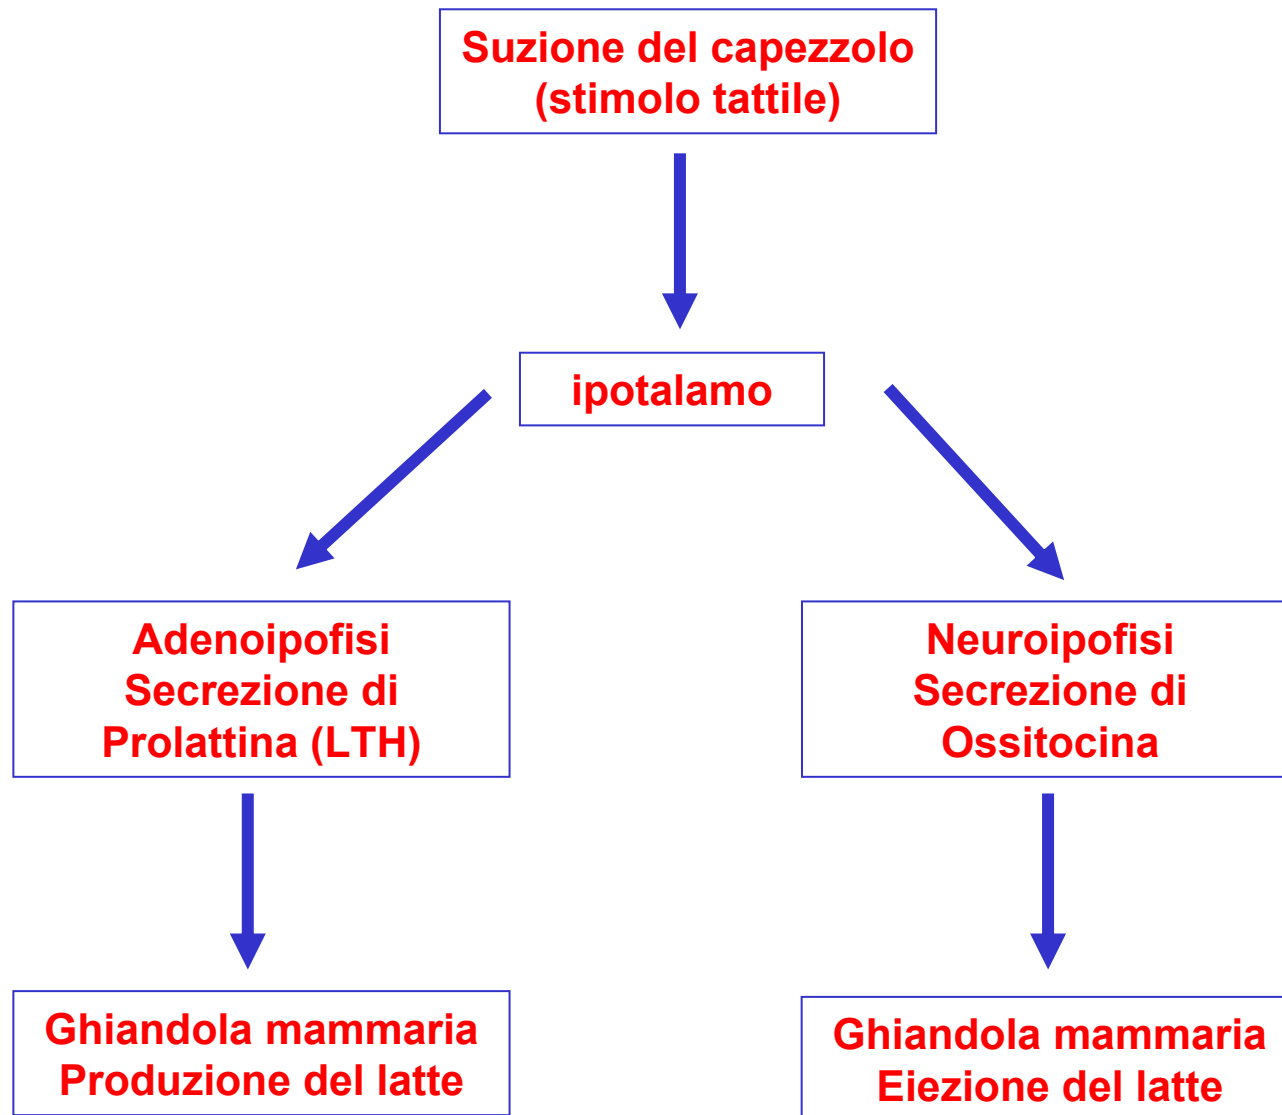 Suzione del capezzolo
(stimolo tattile)
ipotalamo
Adenoipofisi
Secrezione di
Prolattina (LTH)
Neuroipofisi
Secrezione di
Ossitocina
Ghiandola mammaria
Produzione del latte
Ghiandola mammaria
Eiezione del latte